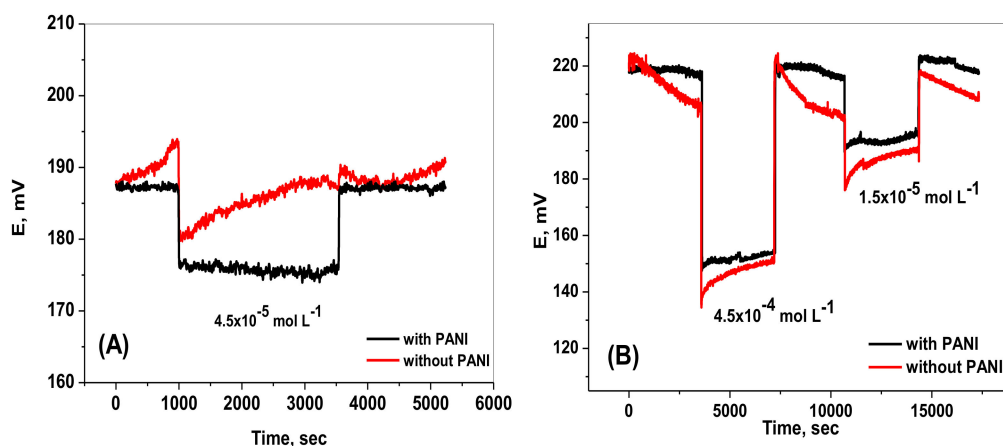 210
200
190
180
170
160
E, mV
0 1000 2000 3000 4000 5000 6000
Time, sec
4.5x10⁻⁵ mol L⁻¹
(A)
with PANI
without PANI
220
200
180
160
140
120
E, mV
0 5000 10000 15000
Time, sec
1.5x10⁻⁵ mol L⁻¹
4.5x10⁻⁴ mol L⁻¹
(B)
with PANI
without PANI